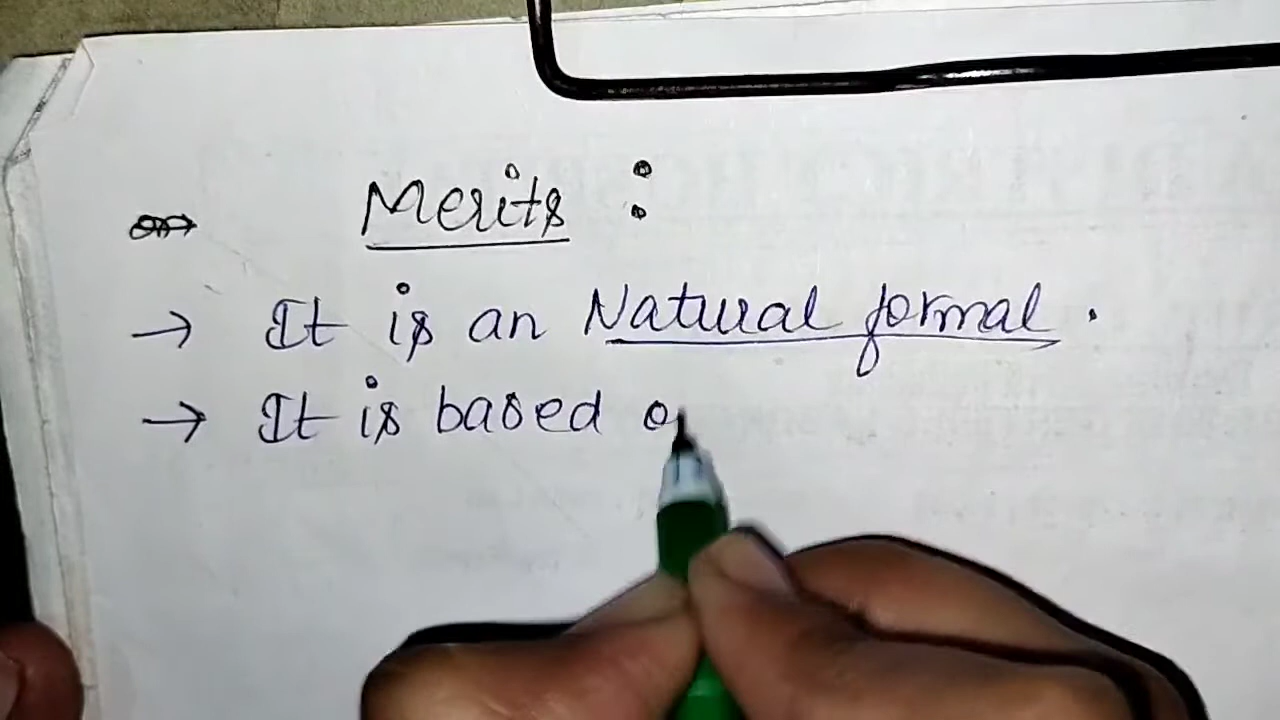 Merits :
→ It is an Natural formal .
→ It is based o